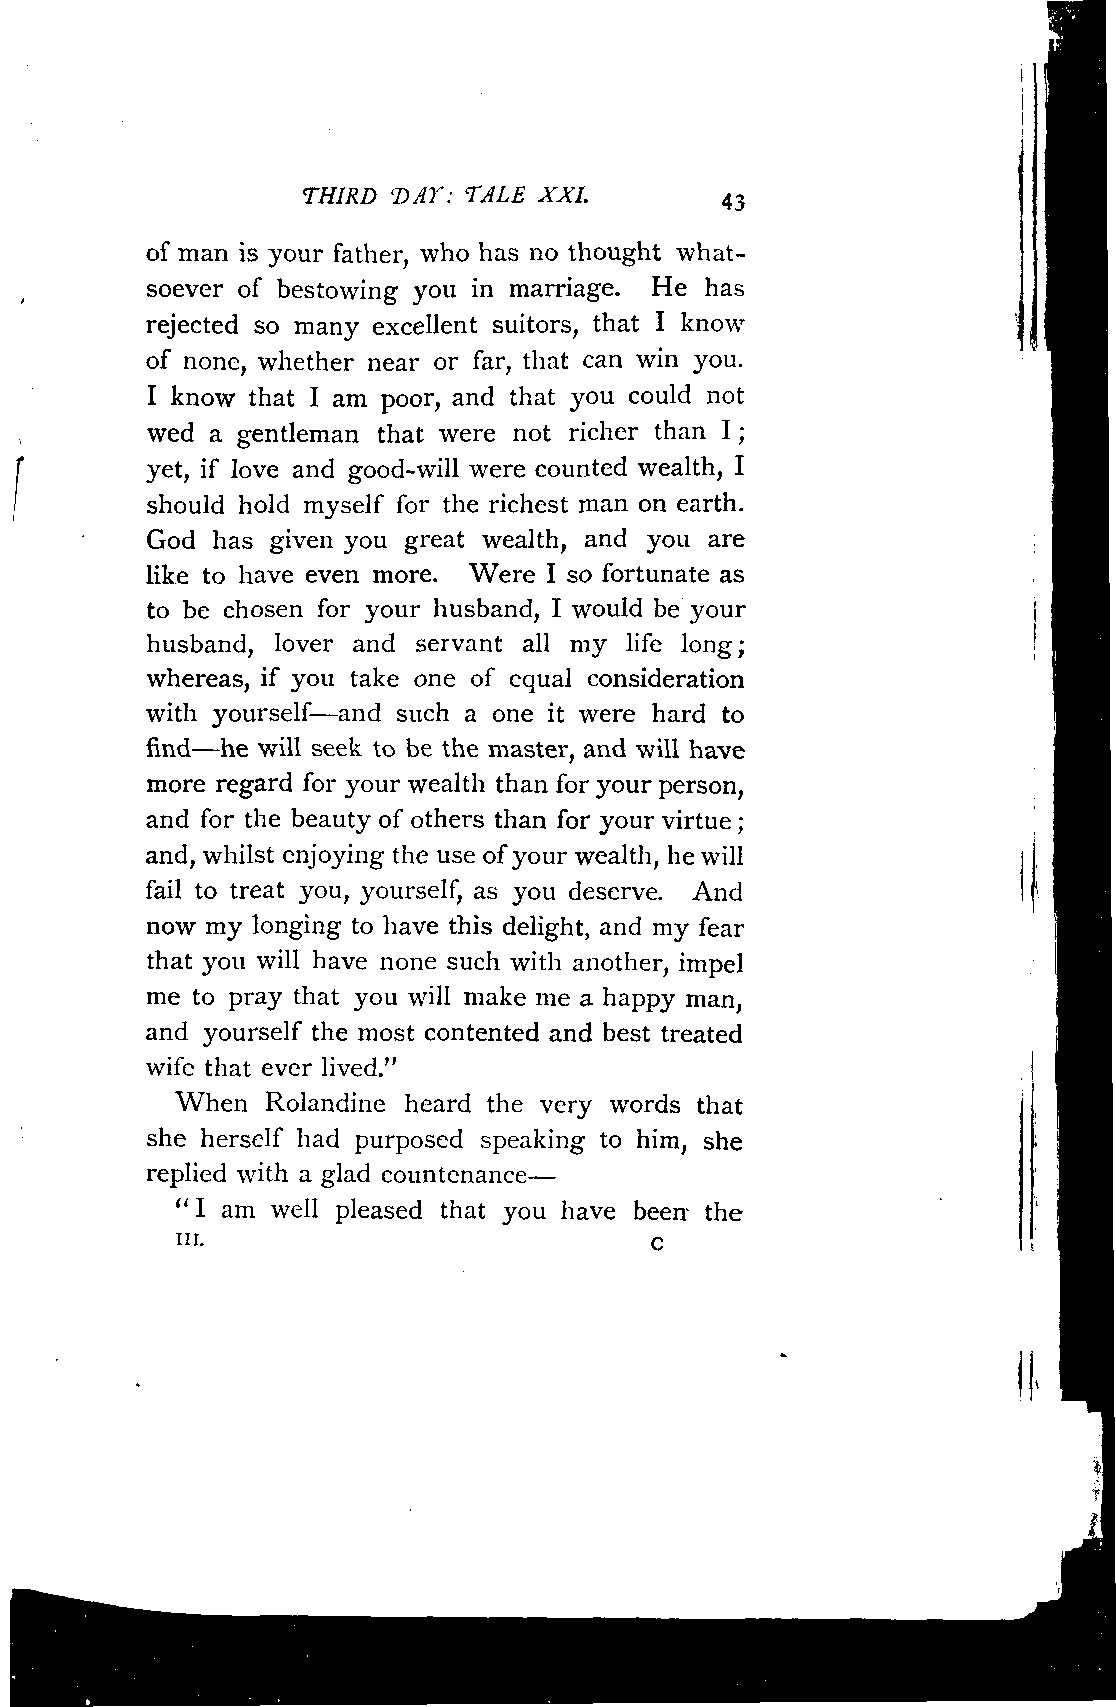 THIRD DAY: TALE XXI. 43
of man is your father, who has no thought what-
soever of bestowing you in marriage. He has
rejected so many excellent suitors, that I know
of none, whether near or far, that can win you.
I know that I am poor, and that you could not
wed a gentleman that were not richer than I;
yet, if love and good-will were counted wealth, I
should hold myself for the richest man on earth.
God has given you great wealth, and you are
like to have even more. Were I so fortunate as
to be chosen for your husband, I would be your
husband, lover and servant all my life long;
whereas, if you take one of equal consideration
with yourself—and such a one it were hard to
find—he will seek to be the master, and will have
more regard for your wealth than for your person,
and for the beauty of others than for your virtue;
and, whilst enjoying the use of your wealth, he will
fail to treat you, yourself, as you deserve. And
now my longing to have this delight, and my fear
that you will have none such with another, impel
me to pray that you will make me a happy man,
and yourself the most contented and best treated
wife that ever lived."
When Rolandine heard the very words that
she herself had purposed speaking to him, she
replied with a glad countenance—
"I am well pleased that you have been the
III. C